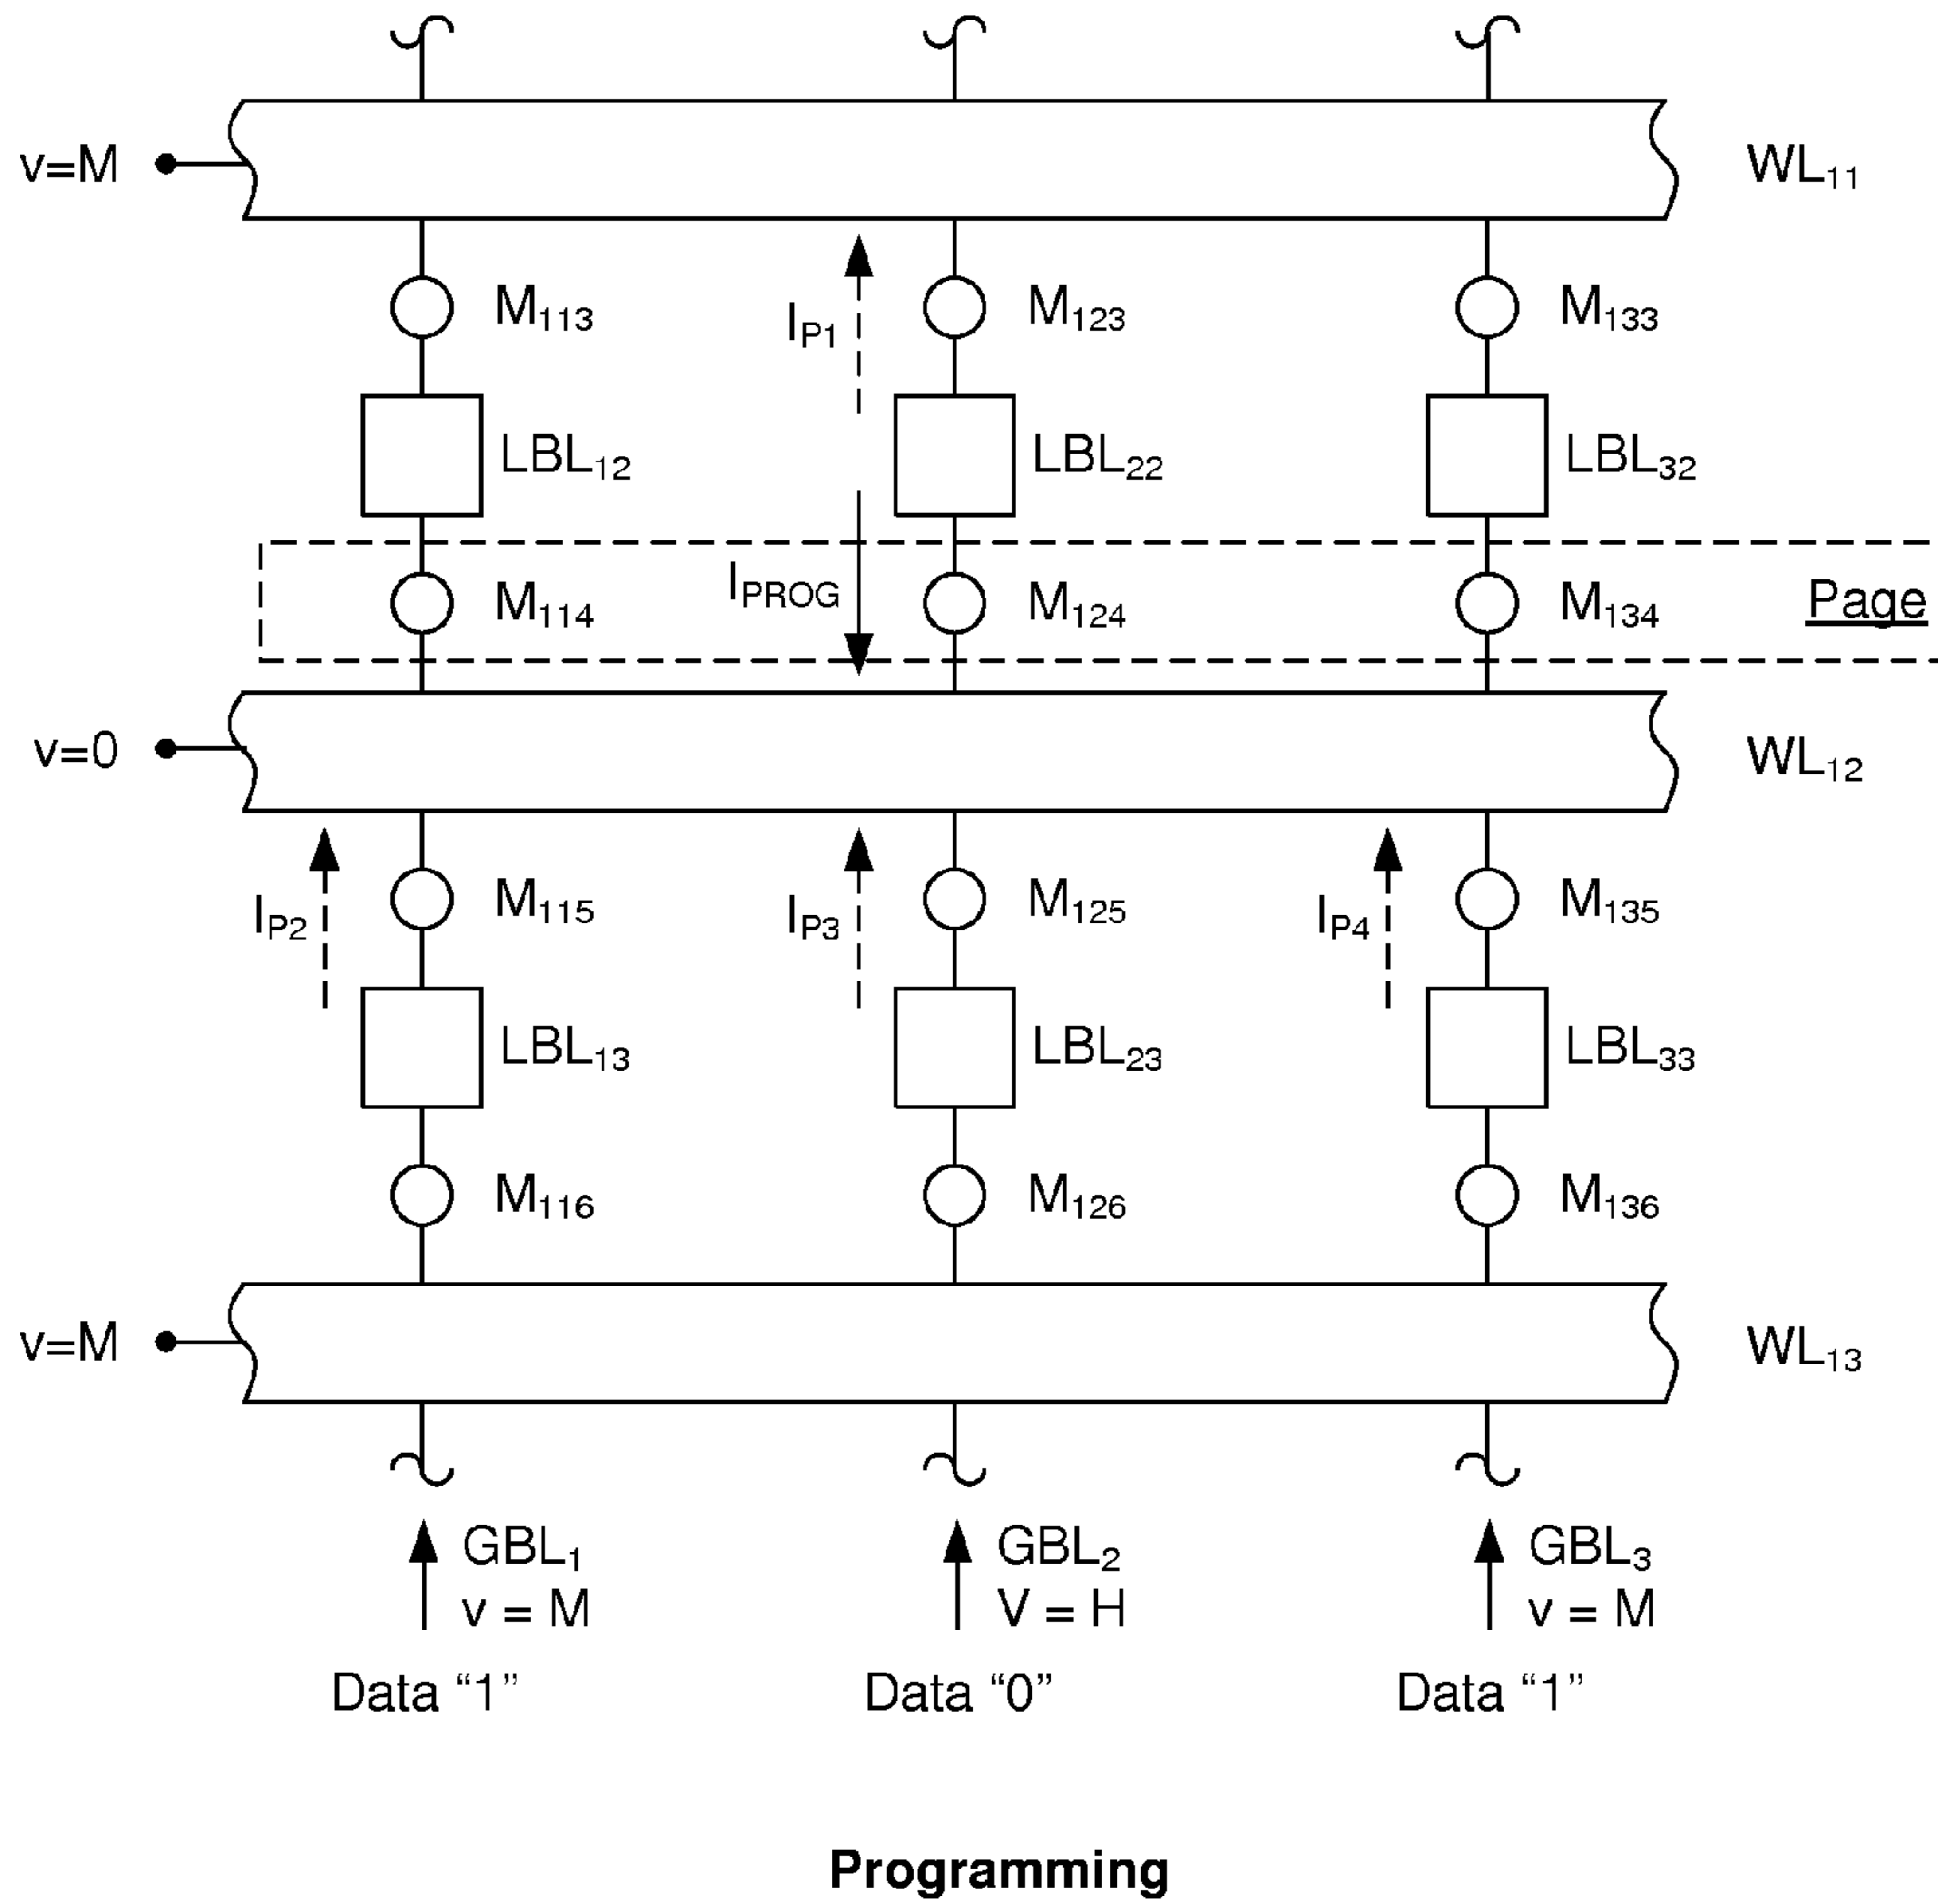 v=M WL11
M113 IP1 M123 M133
LBL12 LBL22 LBL32
M114 IPROG M124 M134 Page
v=0 WL12
IP2 M115 IP3 M125 IP4 M135
LBL13 LBL23 LBL33
M116 M126 M136
v=M WL13
GBL1 GBL2 GBL3
v = M V = H v = M
Data “1” Data “0” Data “1”
Programming